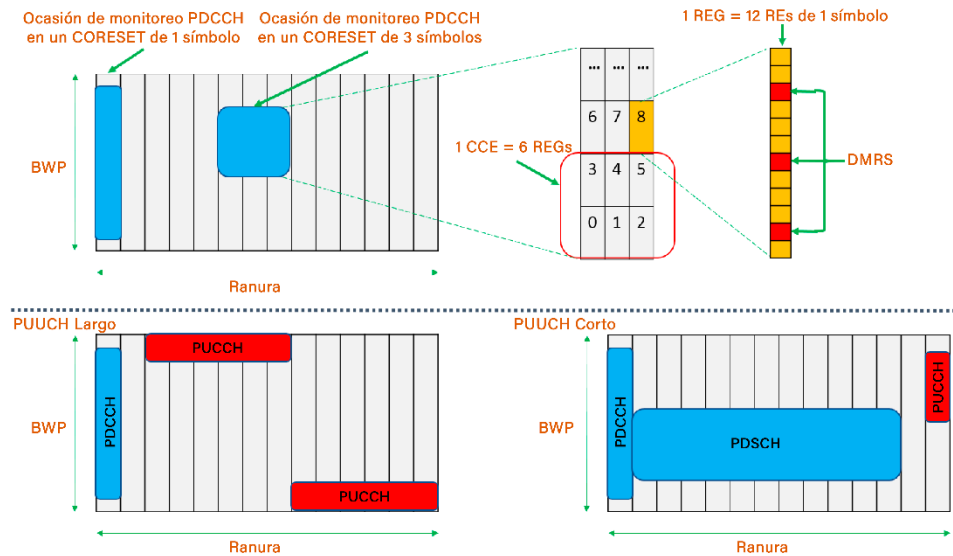 Ocasión de monitoreo PDCCH
en un CORESET de 1 símbolo
Ocasión de monitoreo PDCCH
en un CORESET de 3 símbolos
1 REG = 12 REs de 1 símbolo
BWP
Ranura
1 CCE = 6 REGs
... ... ...
6 7 8
3 4 5
0 1 2
DMRS
PUUCH Largo
PUCCH
PDCCH
BWP
PUCCH
Ranura
PUUCH Corto
PUCCH
PDCCH
PDSCH
BWP
Ranura